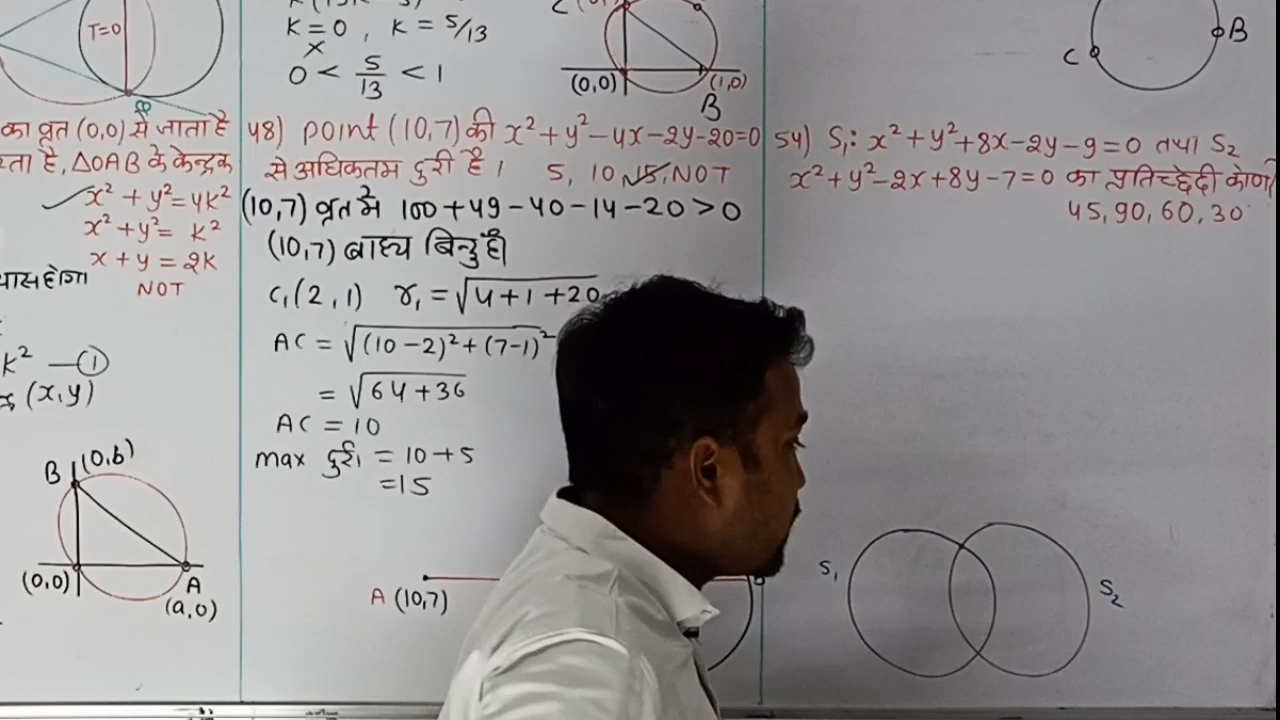 T=0
का व्रत (0,0) से जाता है
ता है, ΔOAB के केन्द्रक
x²+y²=4k²
x²+y²= k²
x+y=2k
NOT
k² —①
(x,y)
B (0,b)
(0,0)
A
(a,0)
K=0 , K=5/13
x
0 < 5/13 < 1
(0,0)
(1,0)
B
48) point (10,7) की x²+y²-4x-2y-20=0
से अधिकतम दुरी है। 5, 10, 15, NOT
(10,7) व्रत मे 100+49-40-14-20>0
(10,7) बाह्य बिन्दु है
C₁(2,1) r₁=√4+1+20
AC = √(10-2)²+(7-1)²
= √64+36
AC = 10
max दुरी = 10+5
=15
A (10,7)
C
B
54) S₁: x²+y²+8x-2y-9=0 तथा S₂
x²+y²-2x+8y-7=0 का प्रतिच्छेदी कोण
45, 90, 60, 30
S₁
S₂